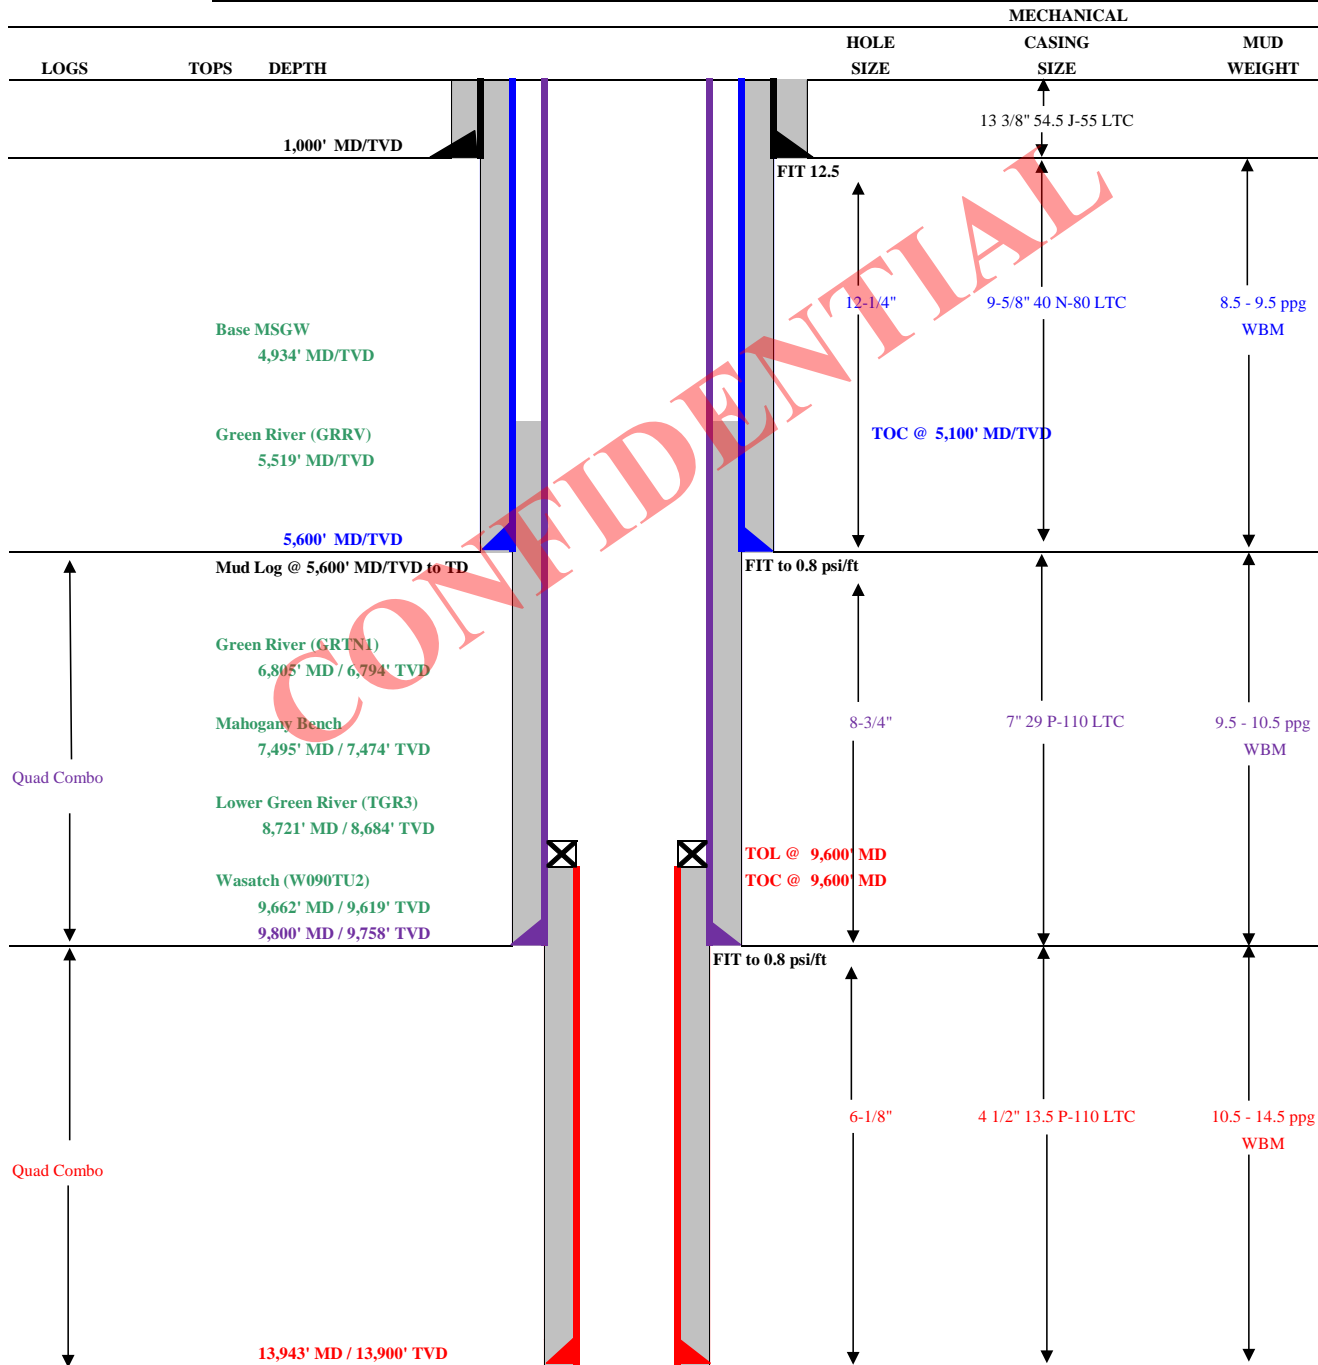 MECHANICAL
HOLE CASING MUD
LOGS TOPS DEPTH SIZE SIZE WEIGHT
13 3/8" 54.5 J-55 LTC
1,000' MD/TVD
FIT 12.5
12-1/4" 9-5/8" 40 N-80 LTC 8.5 - 9.5 ppg
Base MSGW WBM
4,934' MD/TVD
Green River (GRRV) TOC @ 5,100' MD/TVD
5,519' MD/TVD
5,600' MD/TVD
Mud Log @ 5,600' MD/TVD to TD FIT to 0.8 psi/ft
Green River (GRTN1)
6,805' MD / 6,794' TVD
Mahogany Bench 8-3/4" 7" 29 P-110 LTC 9.5 - 10.5 ppg
7,495' MD / 7,474' TVD WBM
Quad Combo
Lower Green River (TGR3)
8,721' MD / 8,684' TVD
TOL @ 9,600' MD
Wasatch (W090TU2) TOC @ 9,600' MD
9,662' MD / 9,619' TVD
9,800' MD / 9,758' TVD
FIT to 0.8 psi/ft
6-1/8" 4 1/2" 13.5 P-110 LTC 10.5 - 14.5 ppg
WBM
Quad Combo
13,943' MD / 13,900' TVD
CONFIDENTIAL